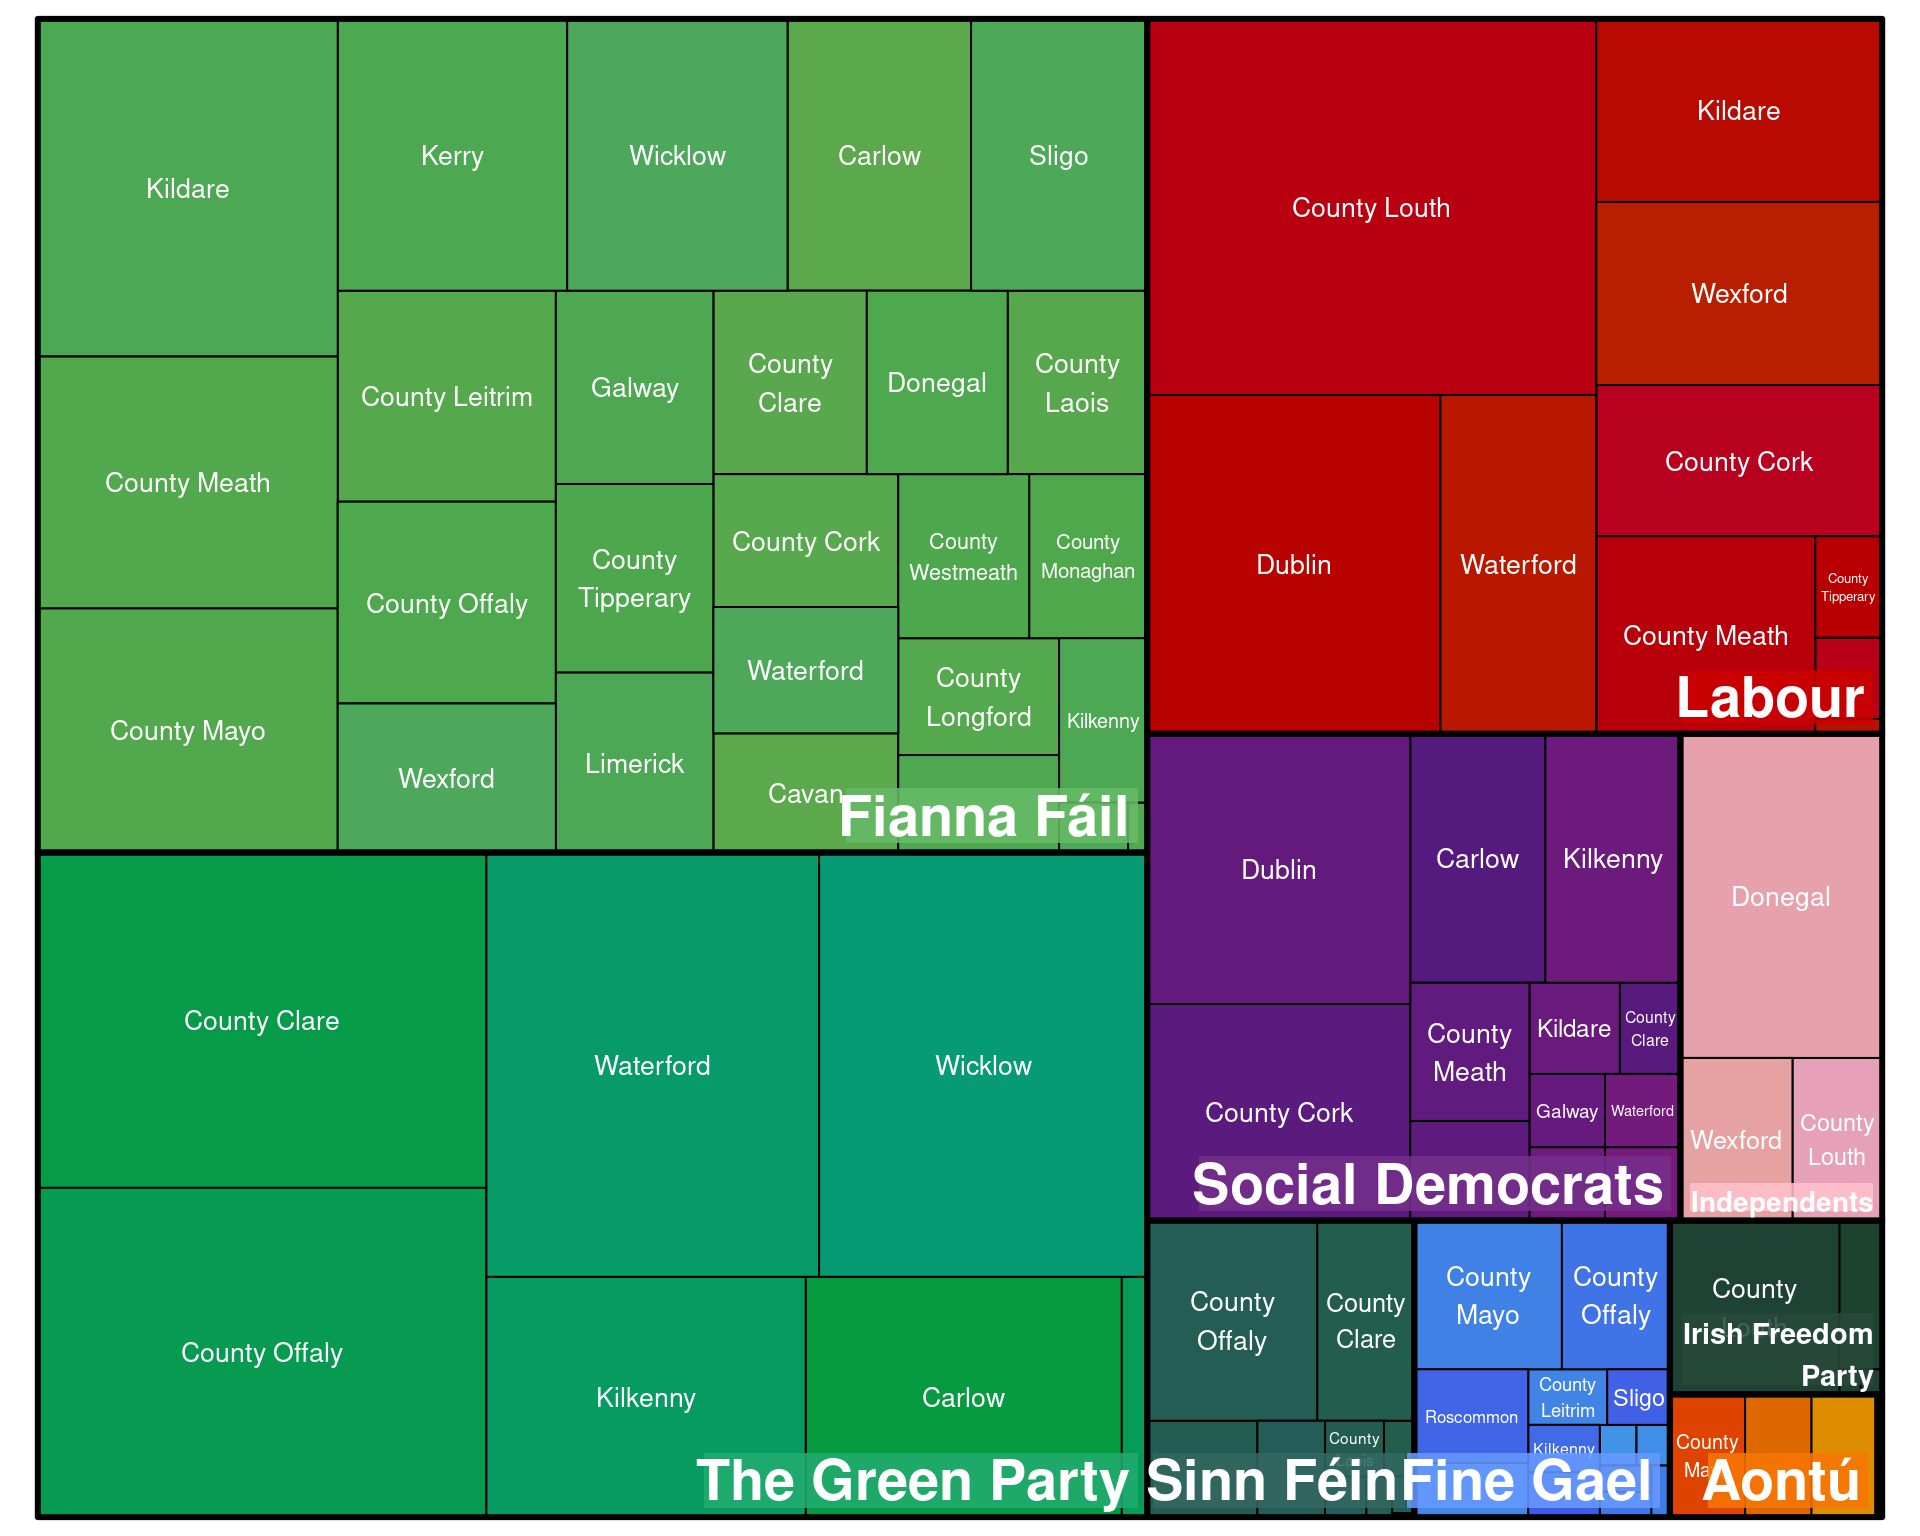 Kildare
Kerry
Wicklow
Carlow
Sligo
County Meath
County Mayo
County Leitrim
Galway
County
Clare
Donegal
County
Laois
County Offaly
County
Tipperary
County Cork
County
Westmeath
County
Monaghan
Waterford
County
Longford
Kilkenny
Wexford
Limerick
Cavan
Fianna Fáil
County Louth
Kildare
Wexford
County Cork
Dublin
Waterford
County Meath
County
Tipperary
Labour
County Clare
Waterford
Wicklow
County Offaly
Kilkenny
Carlow
The Green Party
Dublin
Carlow
Kilkenny
County Cork
County
Meath
Kildare
County
Clare
Galway
Waterford
Social Democrats
Donegal
Wexford
County
Louth
Independents
County
Offaly
County
Clare
County
Sinn Féin
County
Mayo
County
Offaly
Roscommon
County
Leitrim
Sligo
Kilkenny
Fine Gael
County
Louth
Irish Freedom
Party
County
Aontú